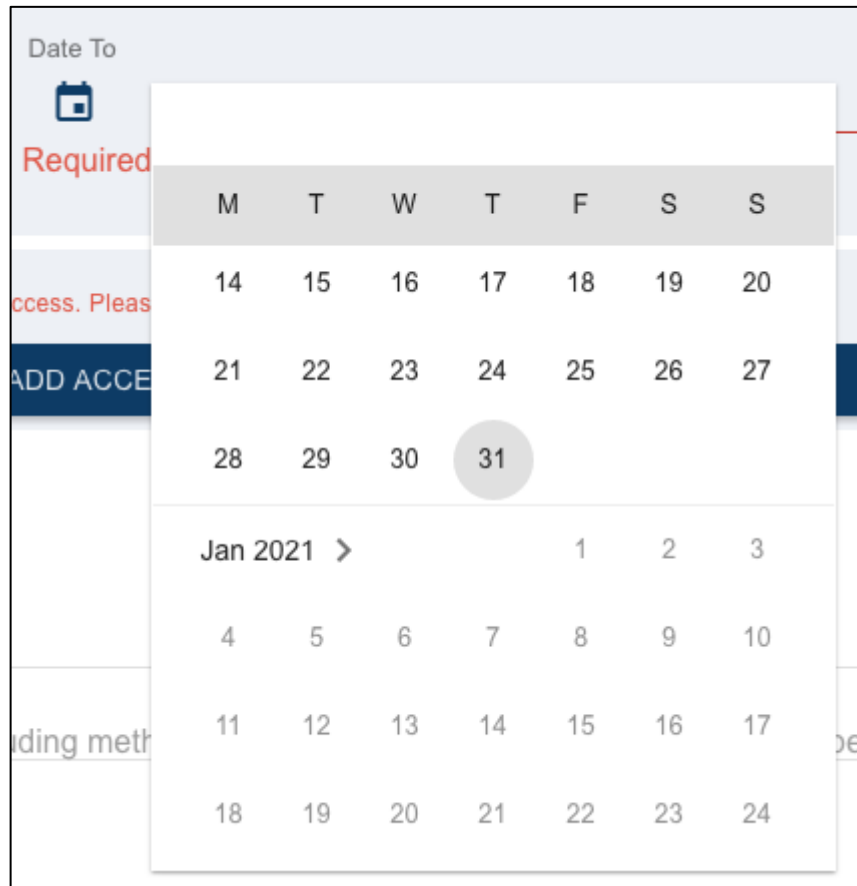 Date To
Required
M T W T F S S
14 15 16 17 18 19 20
ccess. Pleas
21 22 23 24 25 26 27
ADD ACCE
28 29 30 31
Jan 2021 1 2 3
4 5 6 7 8 9 10
11 12 13 14 15 16 17
uding meth
be
18 19 20 21 22 23 24